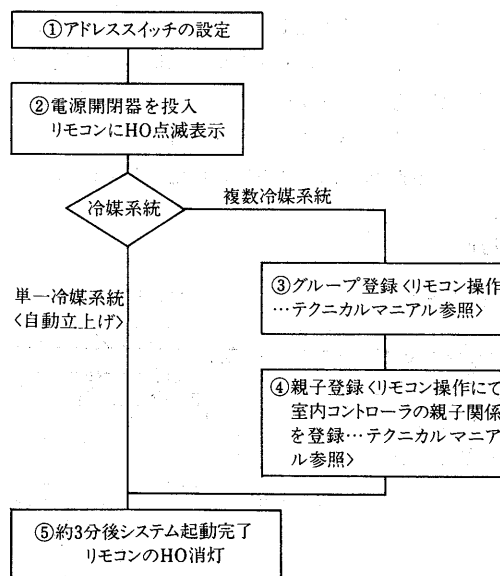 ①アドレススイッチの設定
②電源開閉器を投入
リモコンにHO点滅表示
冷媒系統
複数冷媒系統
単一冷媒系統
〈自動立上げ〉
③グループ登録〈リモコン操作
…テクニカルマニアル参照〉
④親子登録〈リモコン操作にて
室内コントローラの親子関係
を登録…テクニカルマニア
ル参照〉
⑤約3分後システム起動完了
リモコンのHO消灯